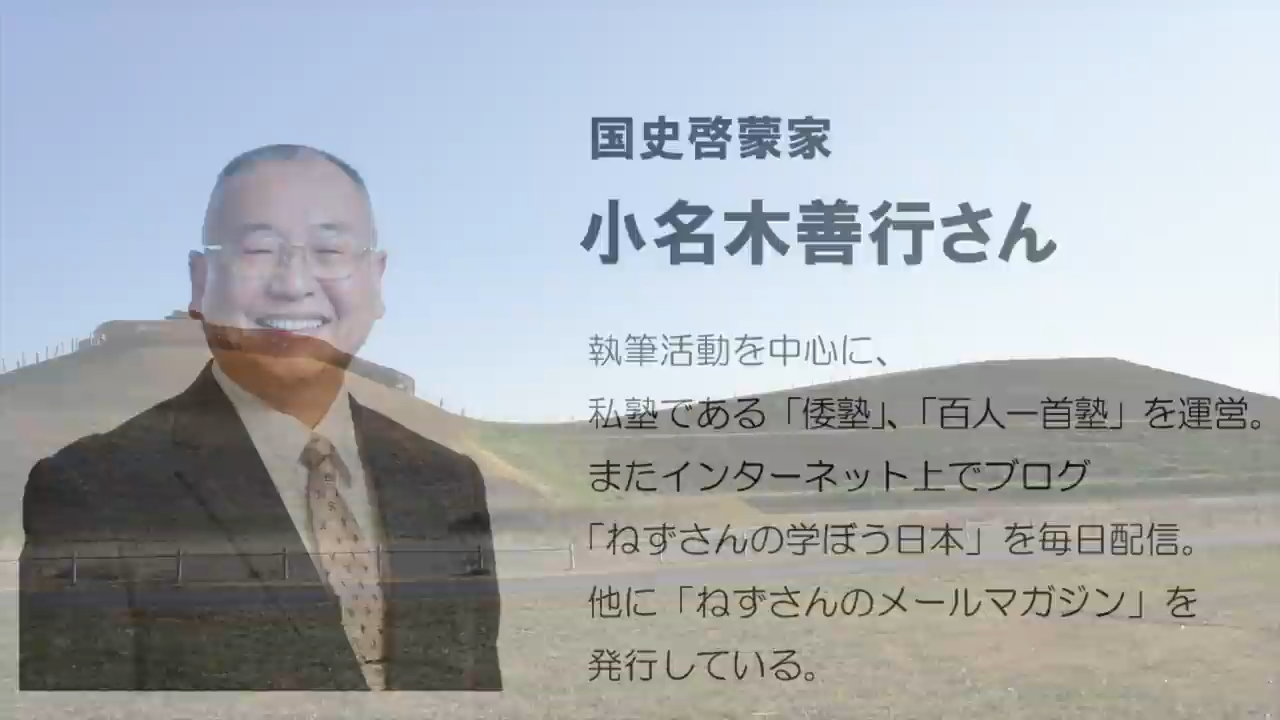 国史啓蒙家
小名木善行さん
執筆活動を中心に、
私塾である「倭塾」、「百人一首塾」を運営。
またインターネット上でブログ
「ねずさんの学ぼう日本」を毎日配信。
他に「ねずさんのメールマガジン」を
発行している。